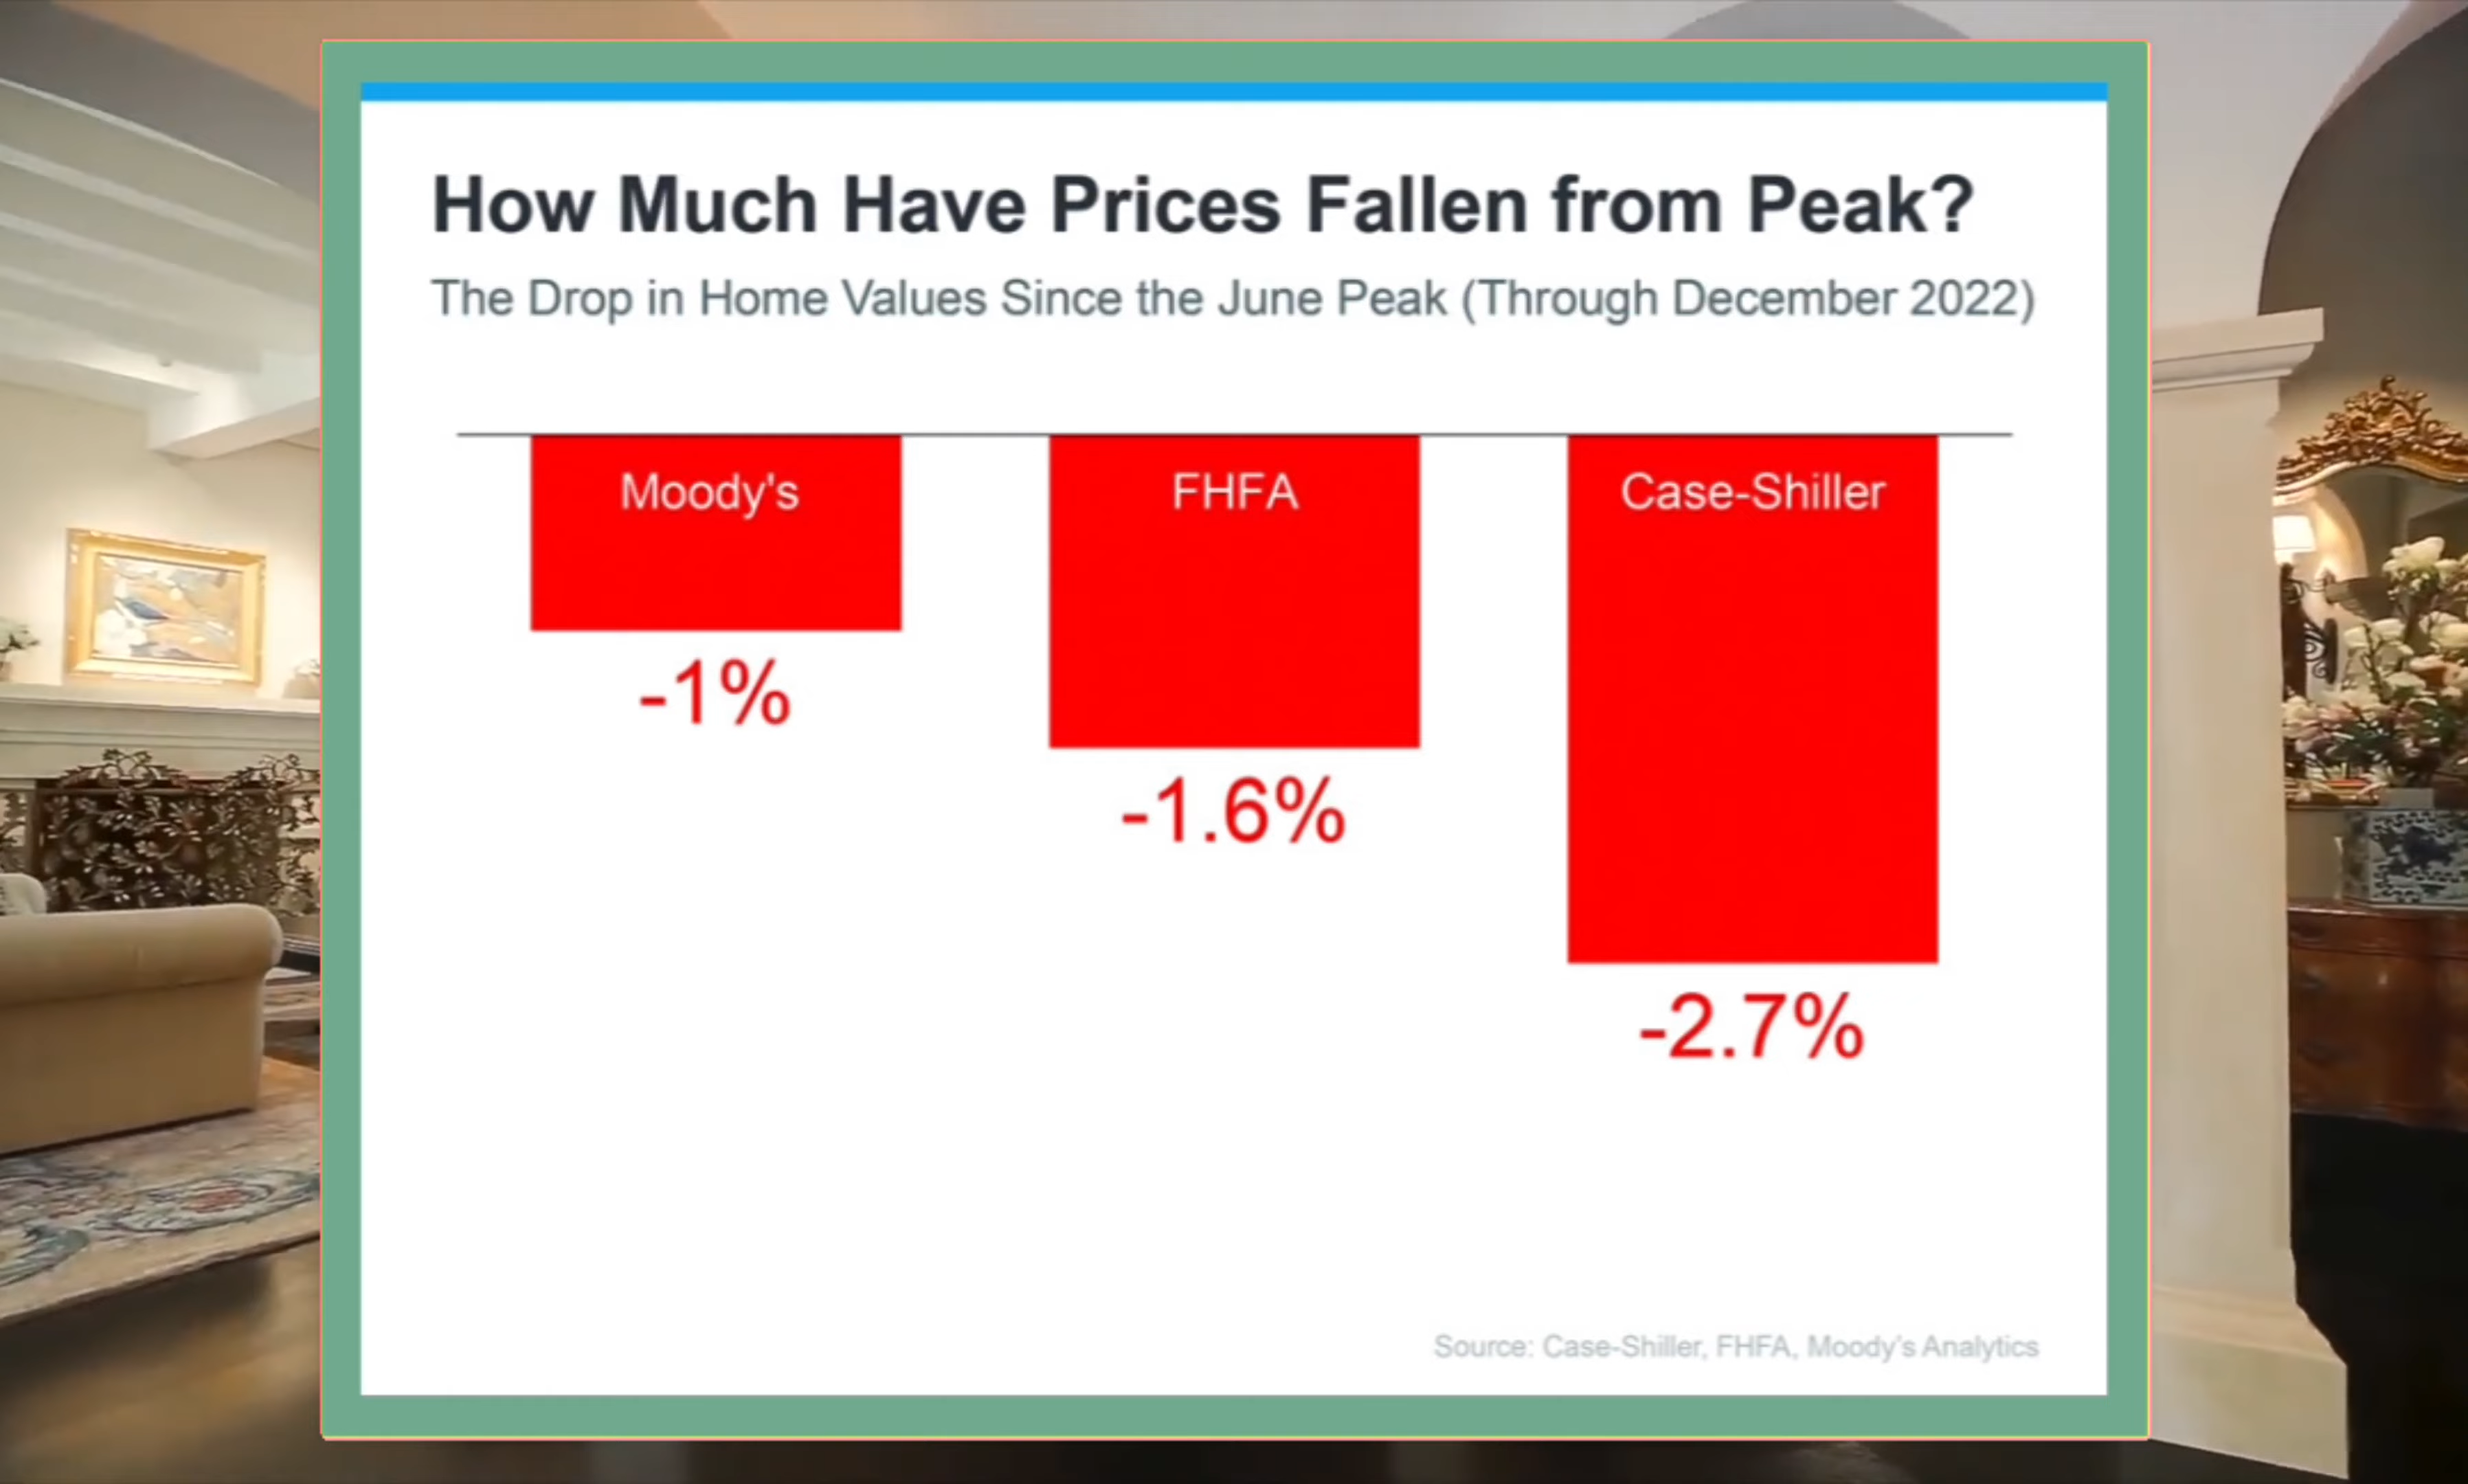 How Much Have Prices Fallen from Peak?
The Drop in Home Values Since the June Peak (Through December 2022)
Moody's
FHFA
Case-Shiller
-1%
-1.6%
-2.7%
Source: Case-Shiller, FHFA, Moody's Analytics